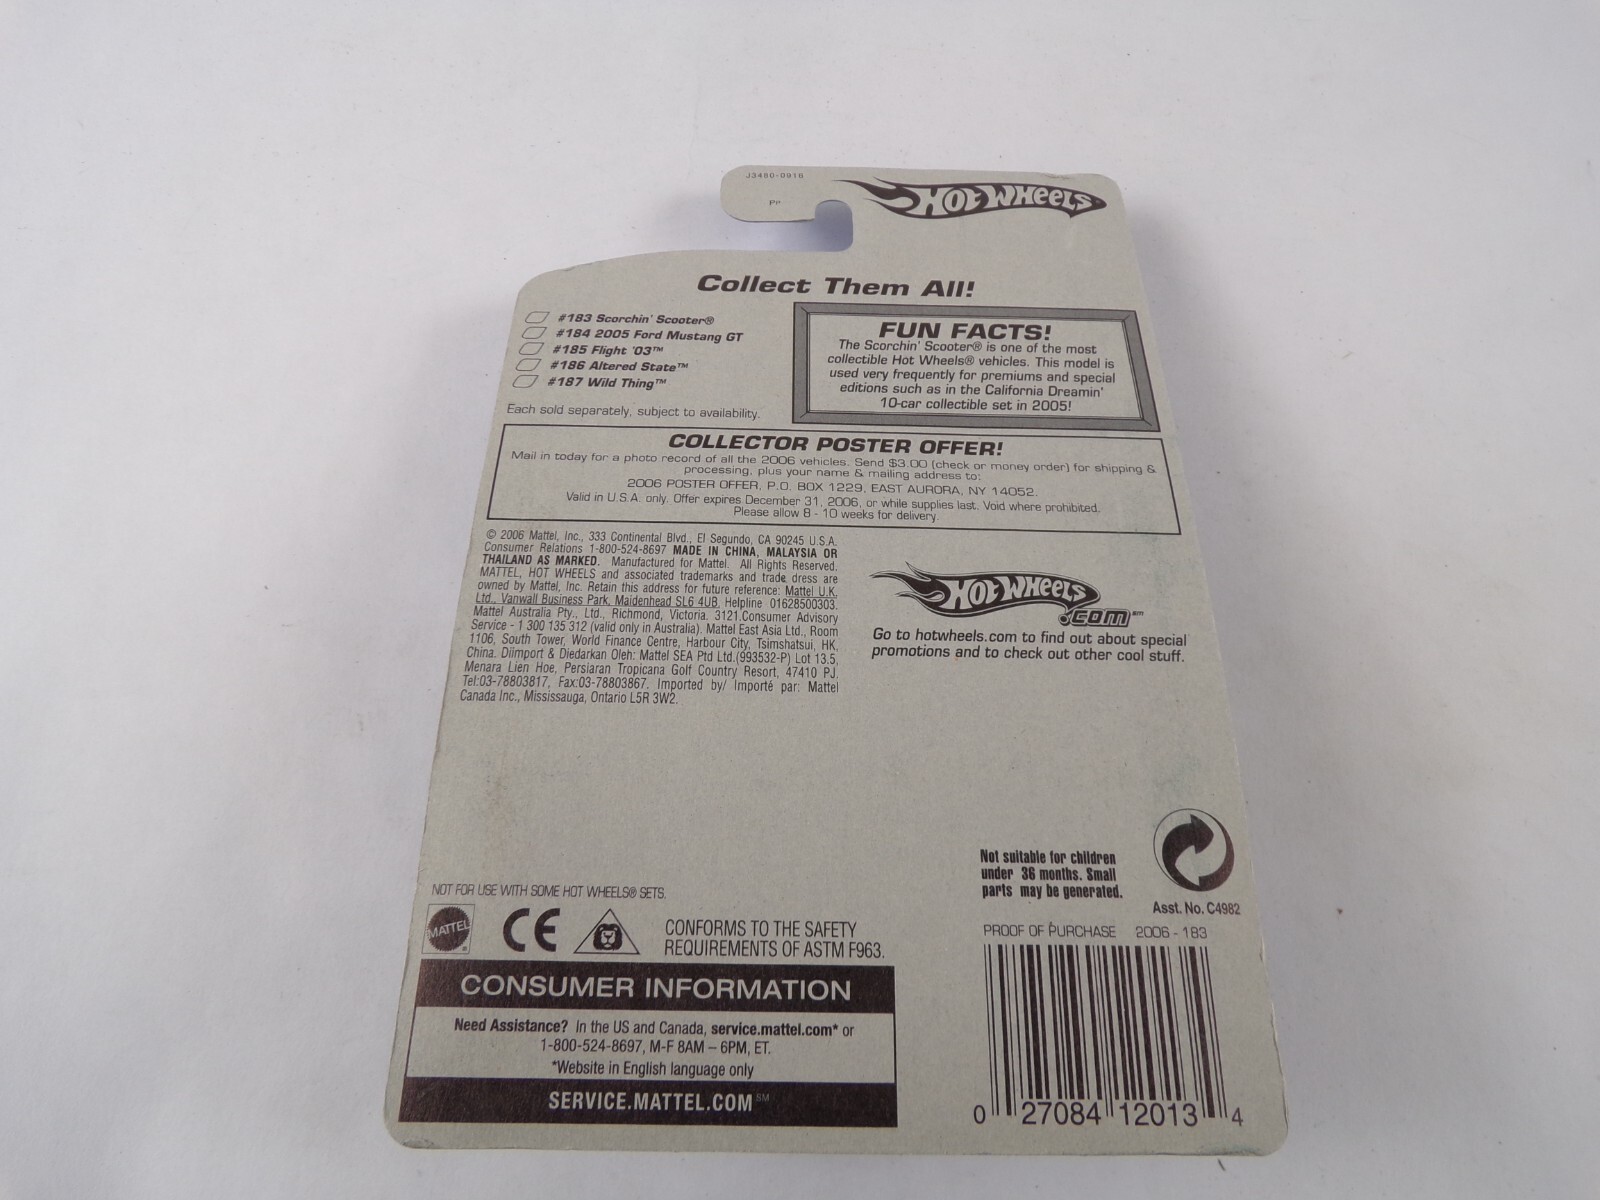 J3480-0918
PP
HOT WHEELS
Collect Them All!
#183 Scorchin' Scooter®
#184 2005 Ford Mustang GT
#185 Flight '03™
#186 Altered State™
#187 Wild Thing™
Each sold separately, subject to availability.
FUN FACTS!
The Scorchin' Scooter® is one of the most
collectible Hot Wheels® vehicles. This model is
used very frequently for premiums and special
editions such as in the California Dreamin'
10-car collectible set in 2005!
COLLECTOR POSTER OFFER!
Mail in today for a photo record of all the 2006 vehicles. Send $3.00 (check or money order) for shipping &
processing, plus your name & mailing address to:
2006 POSTER OFFER, P.O. BOX 1229, EAST AURORA, NY 14052.
Valid in U.S.A. only. Offer expires December 31, 2006, or while supplies last. Void where prohibited.
Please allow 8 - 10 weeks for delivery.
© 2006 Mattel, Inc., 333 Continental Blvd., El Segundo, CA 90245 U.S.A.
Consumer Relations 1-800-524-8697 MADE IN CHINA, MALAYSIA OR
THAILAND AS MARKED. Manufactured for Mattel. All Rights Reserved.
MATTEL, HOT WHEELS and associated trademarks and trade dress are
owned by Mattel, Inc. Retain this address for future reference: Mattel U.K.
Ltd., Vanwall Business Park, Maidenhead SL6 4UB, Helpline 01628500303.
Mattel Australia Pty., Ltd., Richmond, Victoria. 3121.Consumer Advisory
Service - 1 300 135 312 (valid only in Australia). Mattel East Asia Ltd., Room
1106, South Tower, World Finance Centre, Harbour City, Tsimshatsui, HK,
China. Diimport & Diedarkan Oleh: Mattel SEA Ptd Ltd.(993532-P) Lot 13.5,
Menara Lien Hoe, Persiaran Tropicana Golf Country Resort, 47410 PJ.
Tel:03-78803817, Fax:03-78803867. Imported by/ Importé par: Mattel
Canada Inc., Mississauga, Ontario L5R 3W2.
HOT WHEELS
.COM℠
Go to hotwheels.com to find out about special
promotions and to check out other cool stuff.
Not suitable for children
under 36 months. Small
parts may be generated.
Asst. No. C4982
NOT FOR USE WITH SOME HOT WHEELS® SETS.
MATTEL ®
CE
CONFORMS TO THE SAFETY
REQUIREMENTS OF ASTM F963.
CONSUMER INFORMATION
Need Assistance? In the US and Canada, service.mattel.com* or
1-800-524-8697, M-F 8AM – 6PM, ET.
*Website in English language only
SERVICE.MATTEL.COM℠
PROOF OF PURCHASE 2006 - 183
0 27084 12013 4